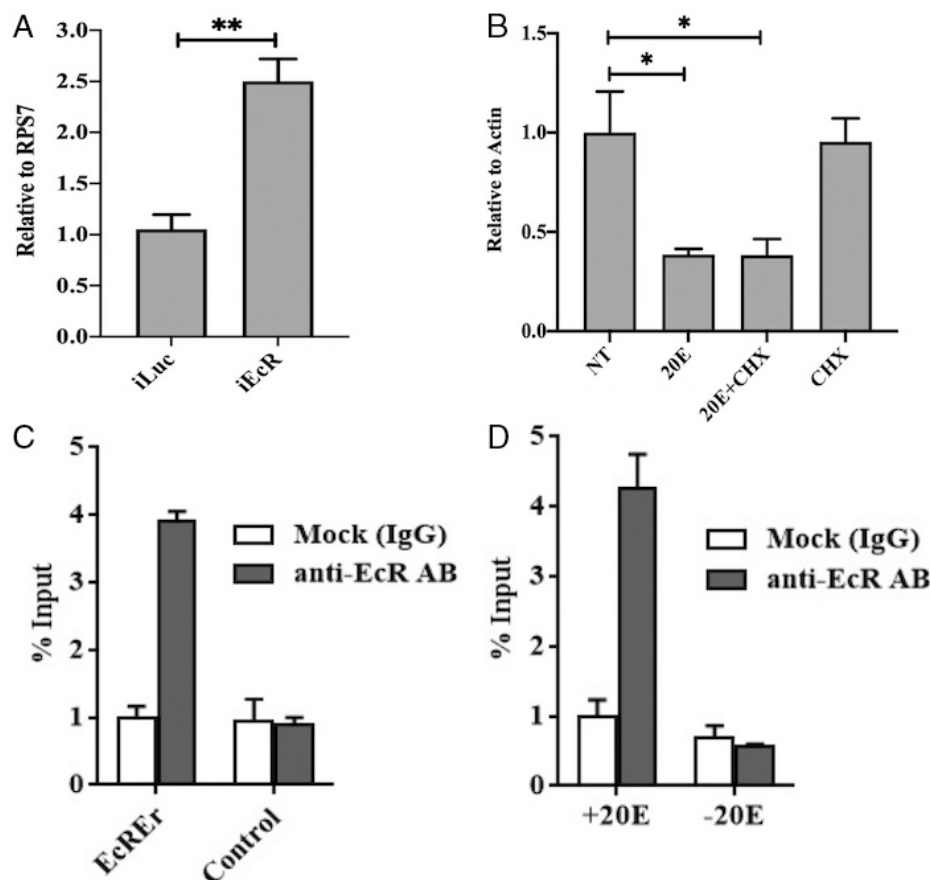 A
**
Relative to RPS7
3.0
2.5
2.0
1.5
1.0
0.5
0.0
iLuc
iEcR
B
*
*
Relative to Actin
1.5
1.0
0.5
0.0
NT
20E
20E+CHX
CHX
C
% Input
5
4
3
2
1
0
Mock (IgG)
anti-EcR AB
EcREr
Control
D
% Input
5
4
3
2
1
0
Mock (IgG)
anti-EcR AB
+20E
-20E